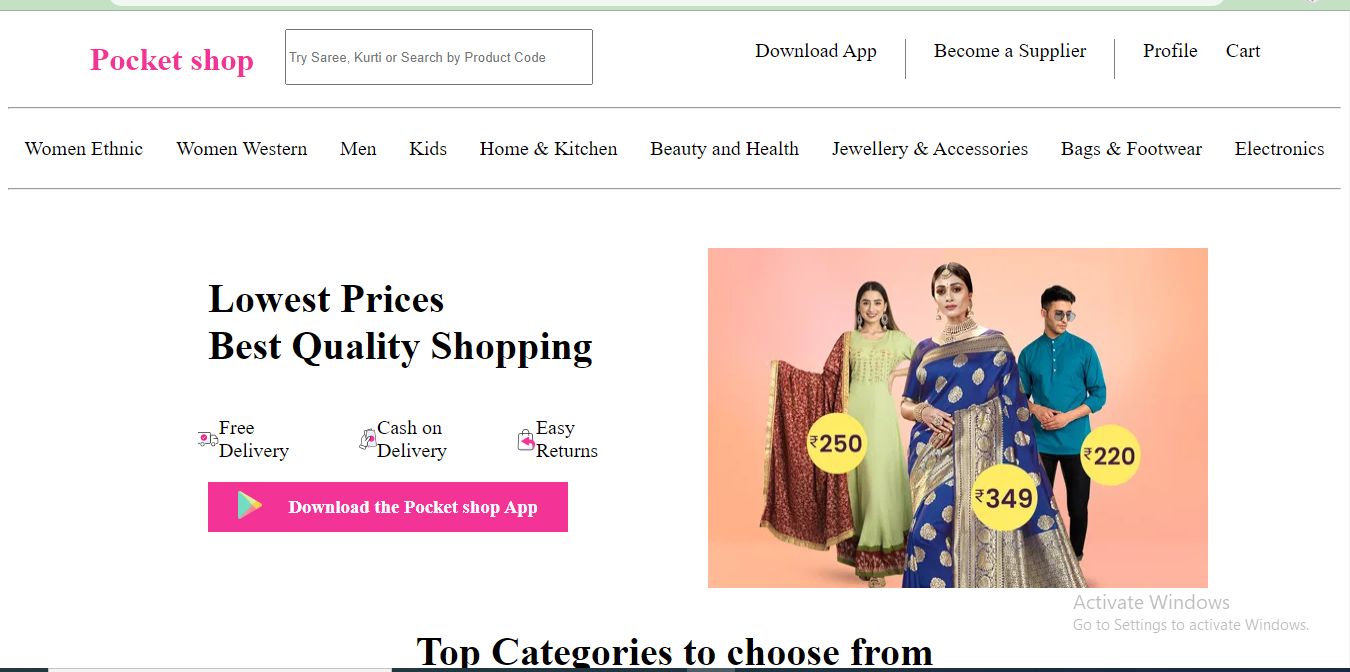 Pocket shop
Try Saree, Kurti or Search by Product Code
Download App
Become a Supplier
Profile
Cart
Women Ethnic
Women Western
Men
Kids
Home & Kitchen
Beauty and Health
Jewellery & Accessories
Bags & Footwear
Electronics
Lowest Prices
Best Quality Shopping
Free
Delivery
Cash on
Delivery
Easy
Returns
Download the Pocket shop App
₹250
₹349
₹220
Activate Windows
Go to Settings to activate Windows.
Top Categories to choose from